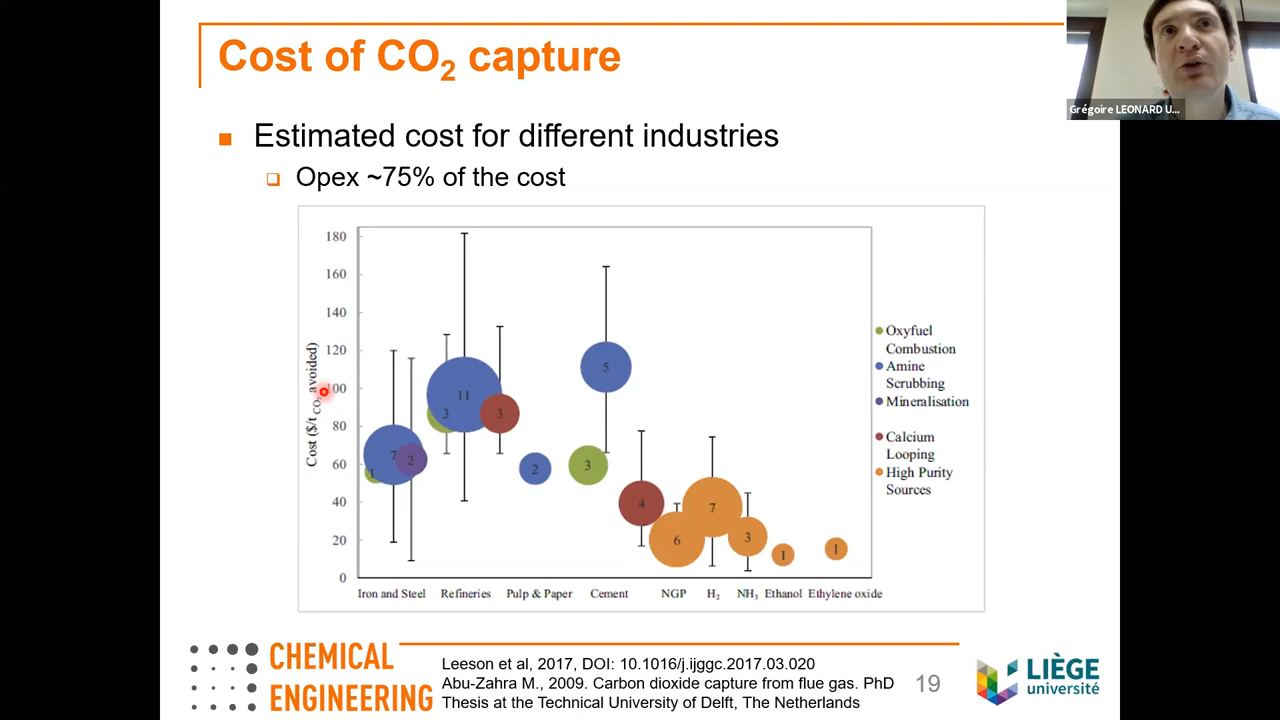 Cost of CO2 capture
Grégoire LEONARD U...
Estimated cost for different industries
Opex ~75% of the cost
180
160
140
120
100
80
60
40
20
0
Cost ($/t CO2 avoided)
1
7
2
3
11
3
2
3
5
4
6
7
3
1
1
Iron and Steel Refineries Pulp & Paper Cement NGP H2 NH3 Ethanol Ethylene oxide
Oxyfuel
Combustion
Amine
Scrubbing
Mineralisation
Calcium
Looping
High Purity
Sources
CHEMICAL
ENGINEERING
Leeson et al, 2017, DOI: 10.1016/j.ijggc.2017.03.020
Abu-Zahra M., 2009. Carbon dioxide capture from flue gas. PhD
Thesis at the Technical University of Delft, The Netherlands
19
LIÈGE
université